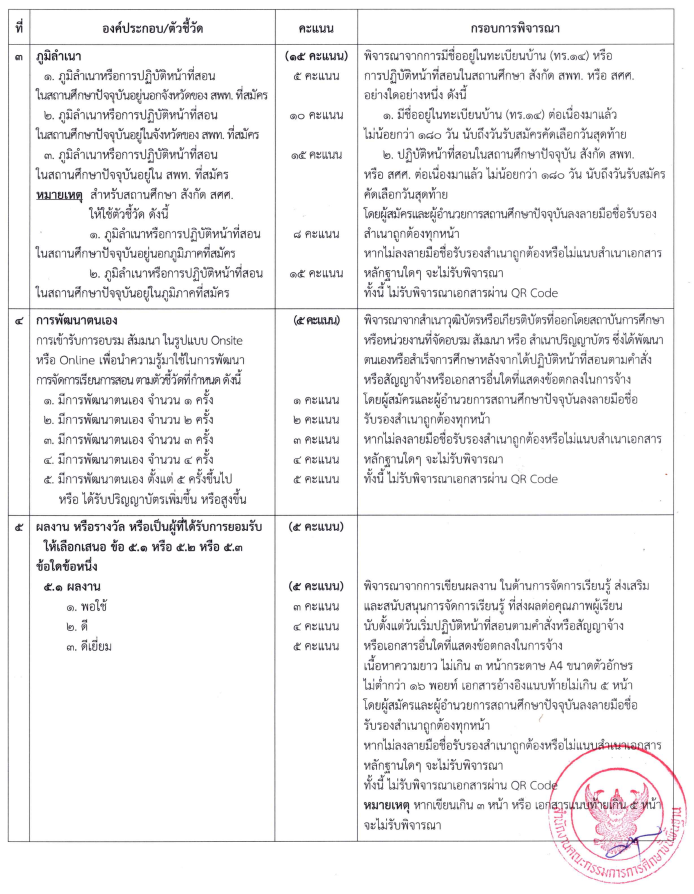 ที่ องค์ประกอบ/ตัวชี้วัด คะแนน กรอบการพิจารณา
๓ ภูมิลำเนา
๑. ภูมิลำเนาหรือการปฏิบัติหน้าที่สอน
ในสถานศึกษาปัจจุบันอยู่นอกจังหวัดของ สพท. ที่สมัคร
๒. ภูมิลำเนาหรือการปฏิบัติหน้าที่สอน
ในสถานศึกษาปัจจุบันอยู่ในจังหวัดของ สพท. ที่สมัคร
๓. ภูมิลำเนาหรือการปฏิบัติหน้าที่สอน
ในสถานศึกษาปัจจุบันอยู่ใน สพท. ที่สมัคร
หมายเหตุ สำหรับสถานศึกษา สังกัด สศศ.
ให้ใช้ตัวชี้วัด ดังนี้
๑. ภูมิลำเนาหรือการปฏิบัติหน้าที่สอน
ในสถานศึกษาปัจจุบันอยู่นอกภูมิภาคที่สมัคร
๒. ภูมิลำเนาหรือการปฏิบัติหน้าที่สอน
ในสถานศึกษาปัจจุบันอยู่ในภูมิภาคที่สมัคร
(๑๕ คะแนน)
๕ คะแนน
๑๐ คะแนน
๑๕ คะแนน
๘ คะแนน
๑๕ คะแนน
พิจารณาจากการมีชื่ออยู่ในทะเบียนบ้าน (ทร.๑๔) หรือ
การปฏิบัติหน้าที่สอนในสถานศึกษา สังกัด สพท. หรือ สศศ.
อย่างใดอย่างหนึ่ง ดังนี้
๑. มีชื่ออยู่ในทะเบียนบ้าน (ทร.๑๔) ต่อเนื่องมาแล้ว
ไม่น้อยกว่า ๑๘๐ วัน นับถึงวันรับสมัครคัดเลือกวันสุดท้าย
๒. ปฏิบัติหน้าที่สอนในสถานศึกษาปัจจุบัน สังกัด สพท.
หรือ สศศ. ต่อเนื่องมาแล้ว ไม่น้อยกว่า ๑๘๐ วัน นับถึงวันรับสมัคร
คัดเลือกวันสุดท้าย
โดยผู้สมัครและผู้อำนวยการสถานศึกษาปัจจุบันลงลายมือชื่อรับรอง
สำเนาถูกต้องทุกหน้า
หากไม่ลงลายมือชื่อรับรองสำเนาถูกต้องหรือไม่แนบสำเนาเอกสาร
หลักฐานใดๆ จะไม่รับพิจารณา
ทั้งนี้ ไม่รับพิจารณาเอกสารผ่าน QR Code
๔ การพัฒนาตนเอง
การเข้ารับการอบรม สัมมนา ในรูปแบบ Onsite
หรือ Online เพื่อนำความรู้มาใช้ในการพัฒนา
การจัดการเรียนการสอน ตามตัวชี้วัดที่กำหนด ดังนี้
๑. มีการพัฒนาตนเอง จำนวน ๑ ครั้ง
๒. มีการพัฒนาตนเอง จำนวน ๒ ครั้ง
๓. มีการพัฒนาตนเอง จำนวน ๓ ครั้ง
๔. มีการพัฒนาตนเอง จำนวน ๔ ครั้ง
๕. มีการพัฒนาตนเอง ตั้งแต่ ๕ ครั้งขึ้นไป
หรือ ได้รับปริญญาบัตรเพิ่มขึ้น หรือสูงขึ้น
(๕ คะแนน)
๑ คะแนน
๒ คะแนน
๓ คะแนน
๔ คะแนน
๕ คะแนน
พิจารณาจากสำเนาวุฒิบัตรหรือเกียรติบัตรที่ออกโดยสถาบันการศึกษา
หรือหน่วยงานที่จัดอบรม สัมมนา หรือ สำเนาปริญญาบัตร ซึ่งได้พัฒนา
ตนเองหรือสำเร็จการศึกษาหลังจากได้ปฏิบัติหน้าที่สอนตามคำสั่ง
หรือสัญญาจ้างหรือเอกสารอื่นใดที่แสดงข้อตกลงในการจ้าง
โดยผู้สมัครและผู้อำนวยการสถานศึกษาปัจจุบันลงลายมือชื่อ
รับรองสำเนาถูกต้องทุกหน้า
หากไม่ลงลายมือชื่อรับรองสำเนาถูกต้องหรือไม่แนบสำเนาเอกสาร
หลักฐานใดๆ จะไม่รับพิจารณา
ทั้งนี้ ไม่รับพิจารณาเอกสารผ่าน QR Code
๕ ผลงาน หรือรางวัล หรือเป็นผู้ที่ได้รับการยอมรับ
ให้เลือกเสนอ ข้อ ๕.๑ หรือ ๕.๒ หรือ ๕.๓
ข้อใดข้อหนึ่ง
๕.๑ ผลงาน
๑. พอใช้
๒. ดี
๓. ดีเยี่ยม
(๕ คะแนน)
(๕ คะแนน)
๓ คะแนน
๔ คะแนน
๕ คะแนน
พิจารณาจากการเขียนผลงาน ในด้านการจัดการเรียนรู้ ส่งเสริม
และสนับสนุนการจัดการเรียนรู้ ที่ส่งผลต่อคุณภาพผู้เรียน
นับตั้งแต่วันเริ่มปฏิบัติหน้าที่สอนตามคำสั่งหรือสัญญาจ้าง
หรือเอกสารอื่นใดที่แสดงข้อตกลงในการจ้าง
เนื้อหาความยาว ไม่เกิน ๓ หน้ากระดาษ A4 ขนาดตัวอักษร
ไม่ต่ำกว่า ๑๖ พอยท์ เอกสารอ้างอิงแนบท้ายไม่เกิน ๕ หน้า
โดยผู้สมัครและผู้อำนวยการสถานศึกษาปัจจุบันลงลายมือชื่อ
รับรองสำเนาถูกต้องทุกหน้า
หากไม่ลงลายมือชื่อรับรองสำเนาถูกต้องหรือไม่แนบสำเนาเอกสาร
หลักฐานใดๆ จะไม่รับพิจารณา
ทั้งนี้ ไม่รับพิจารณาเอกสารผ่าน QR Code
หมายเหตุ หากเขียนเกิน ๓ หน้า หรือ เอกสารแนบท้ายเกิน ๕ หน้า
จะไม่รับพิจารณา
สำนักงานคณะกรรมการการศึกษาขั้นพื้นฐาน